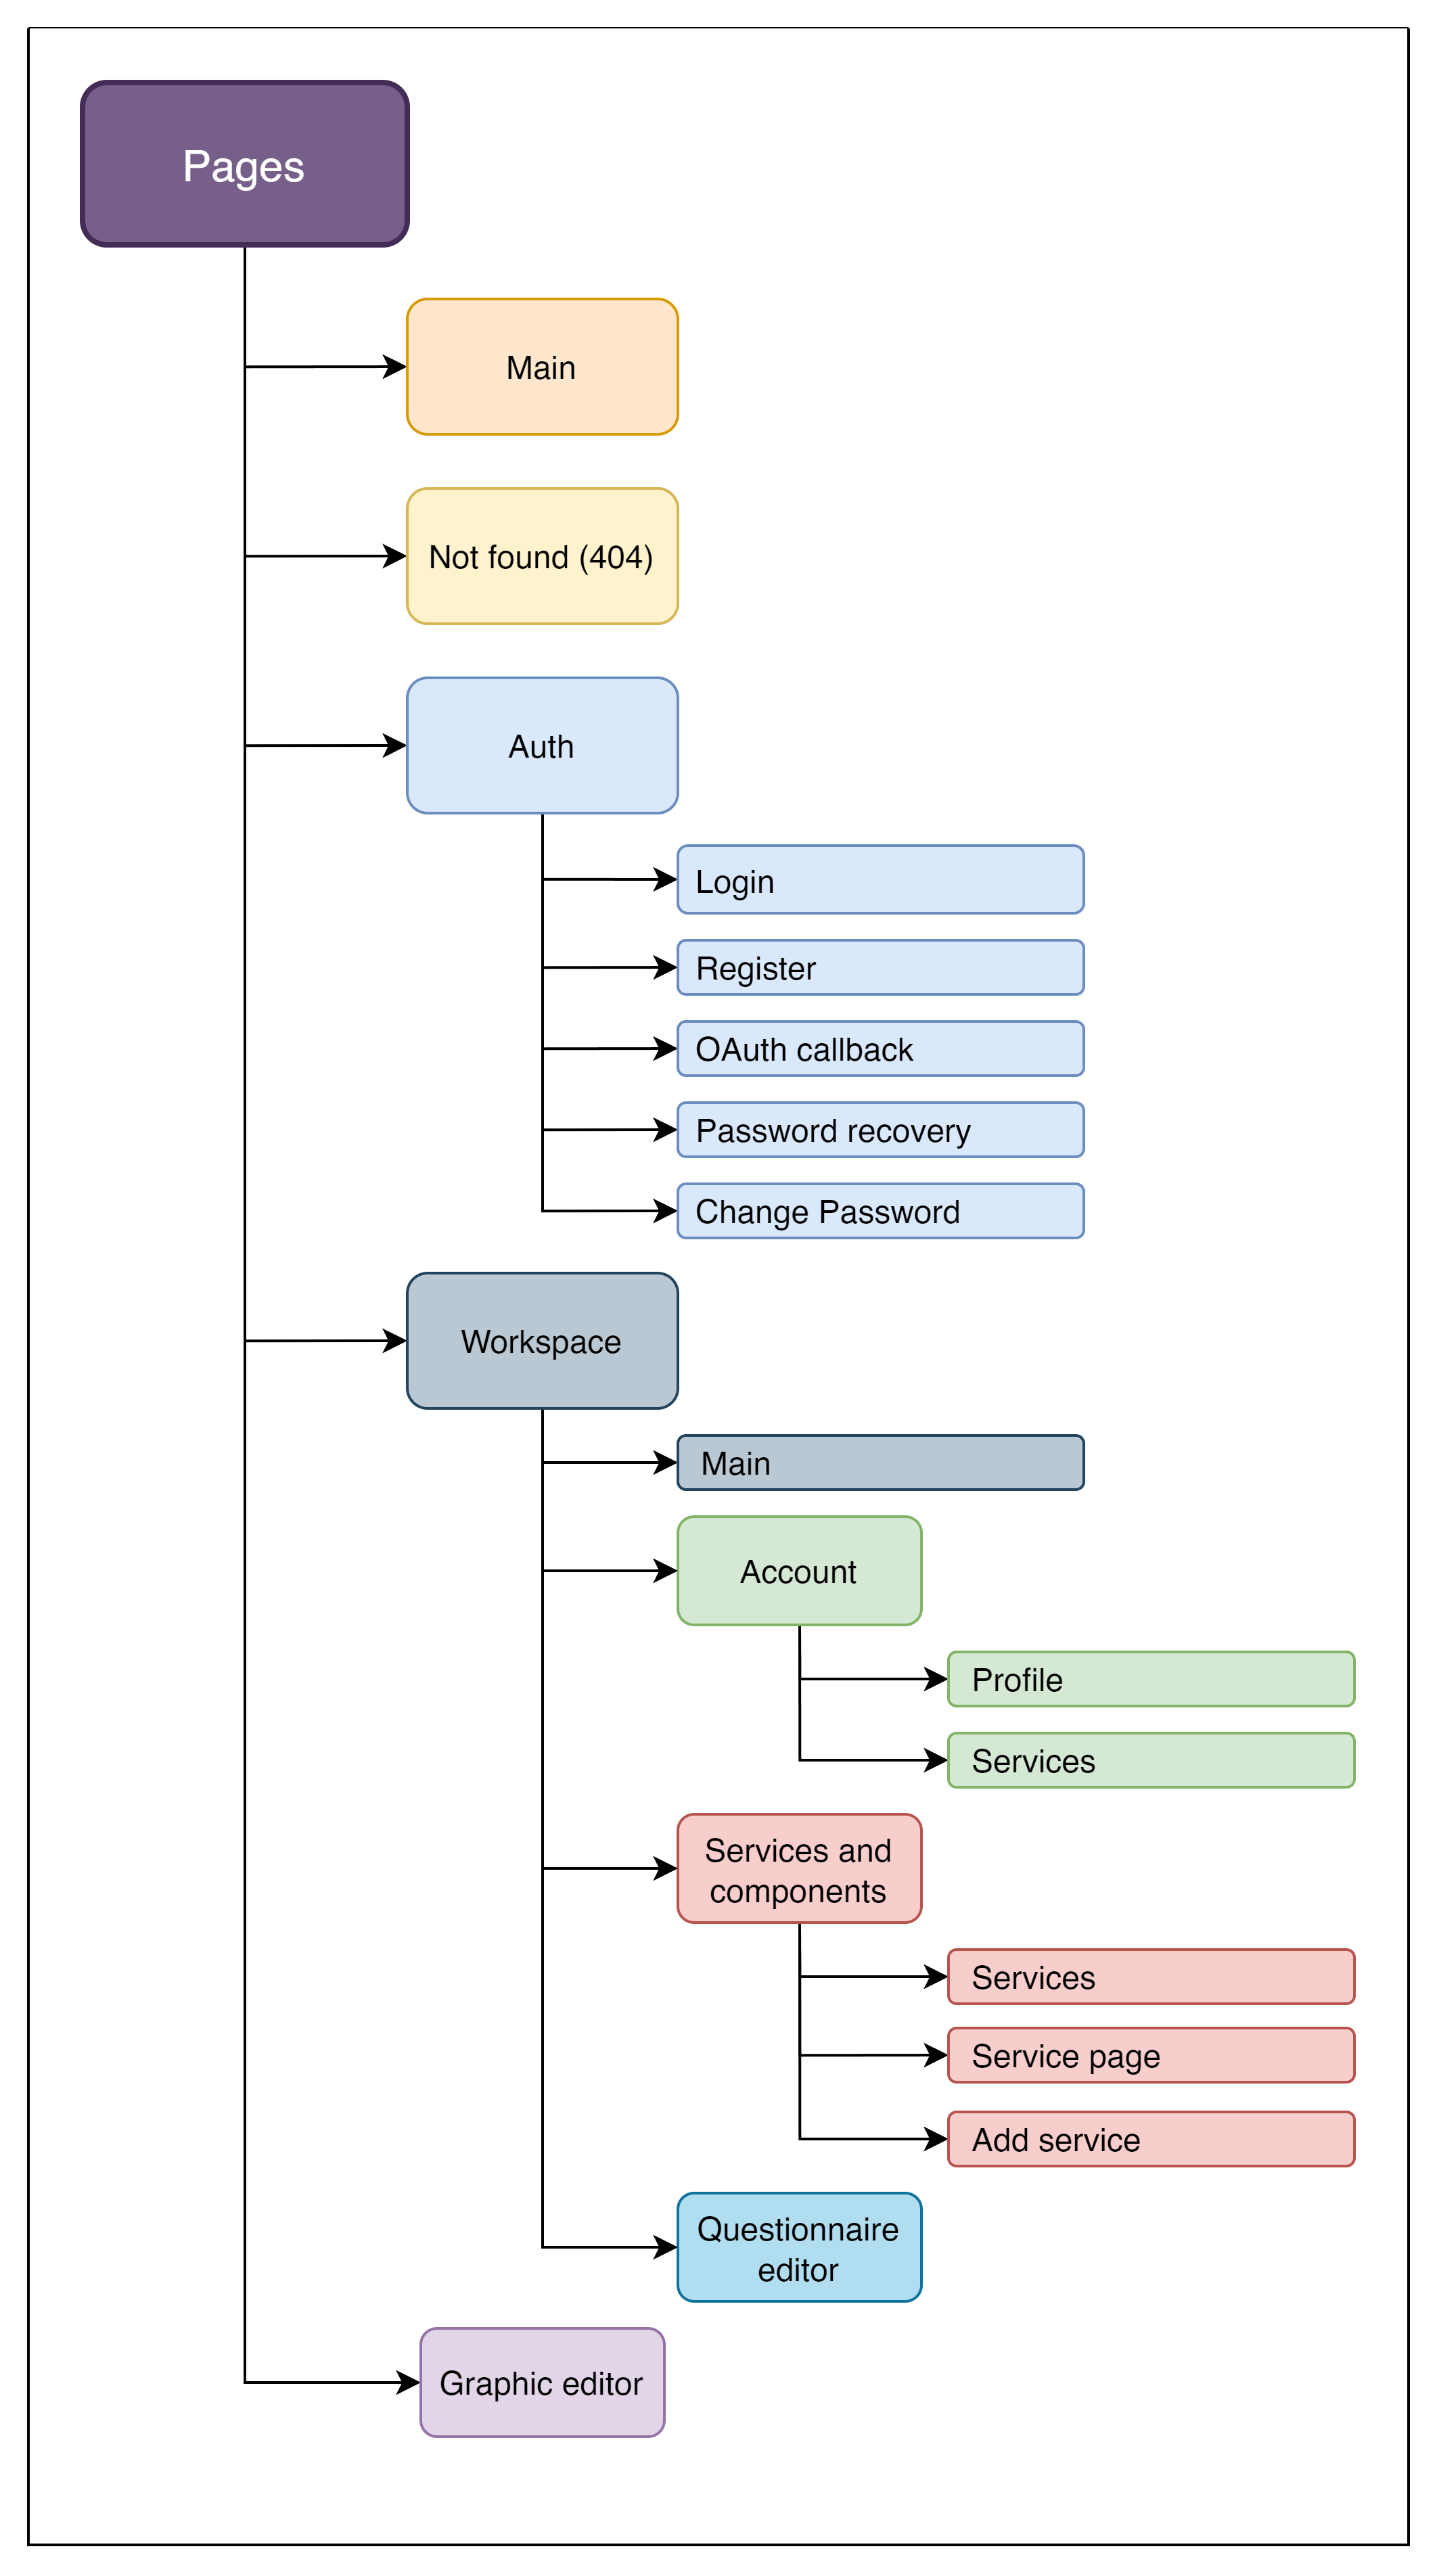 Pages
Main
Not found (404)
Auth
Login
Register
OAuth callback
Password recovery
Change Password
Workspace
Main
Account
Profile
Services
Services and
components
Services
Service page
Add service
Questionnaire
editor
Graphic editor